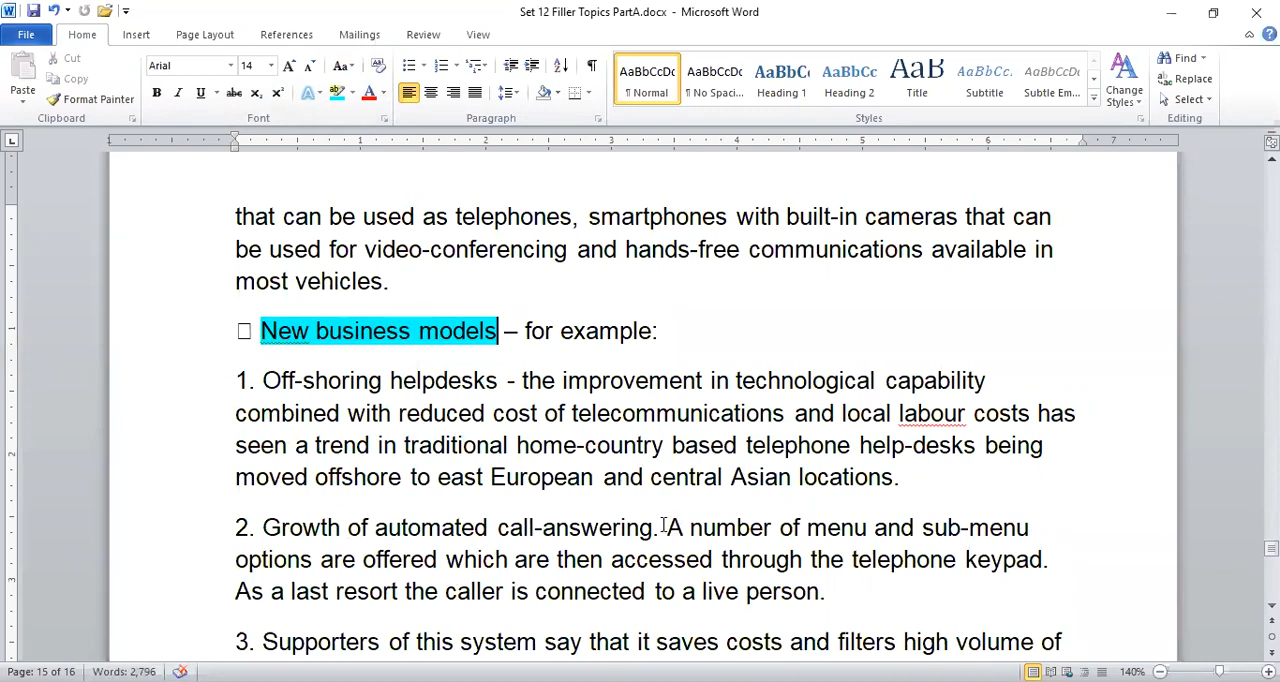 Set 12 Filler Topics PartA.docx - Microsoft Word
File Home Insert Page Layout References Mailings Review View
Paste
Cut
Copy
Format Painter
Clipboard
Arial 14
Font
Paragraph
AaBbCcDc AaBbCcDc AaBbC AaBbCc AaB AaBbCc. AaBbCcDc
¶ Normal ¶ No Spaci... Heading 1 Heading 2 Title Subtitle Subtle Em...
Styles
Change
Styles
Find
Replace
Select
Editing
that can be used as telephones, smartphones with built-in cameras that can
be used for video-conferencing and hands-free communications available in
most vehicles.
□ New business models – for example:
1. Off-shoring helpdesks - the improvement in technological capability
combined with reduced cost of telecommunications and local labour costs has
seen a trend in traditional home-country based telephone help-desks being
moved offshore to east European and central Asian locations.
2. Growth of automated call-answering. A number of menu and sub-menu
options are offered which are then accessed through the telephone keypad.
As a last resort the caller is connected to a live person.
3. Supporters of this system say that it saves costs and filters high volume of
Page: 15 of 16 Words: 2,796 140%